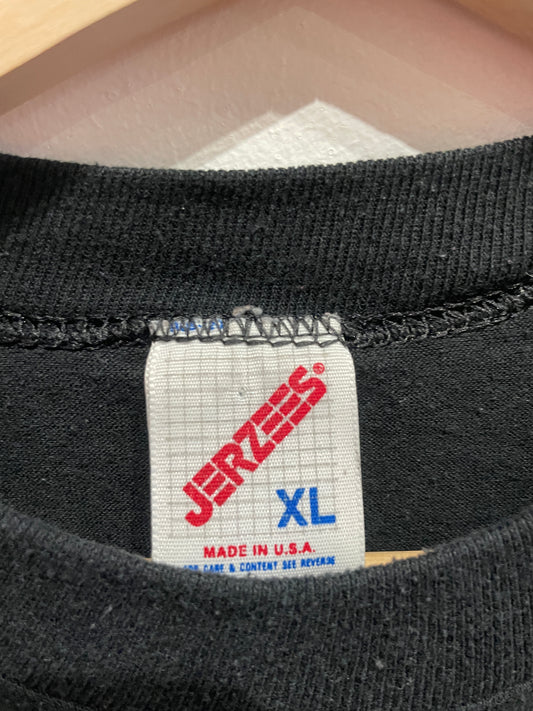 JERZEES®
XL
MADE IN U.S.A.
FOR CARE & CONTENT SEE REVERSE